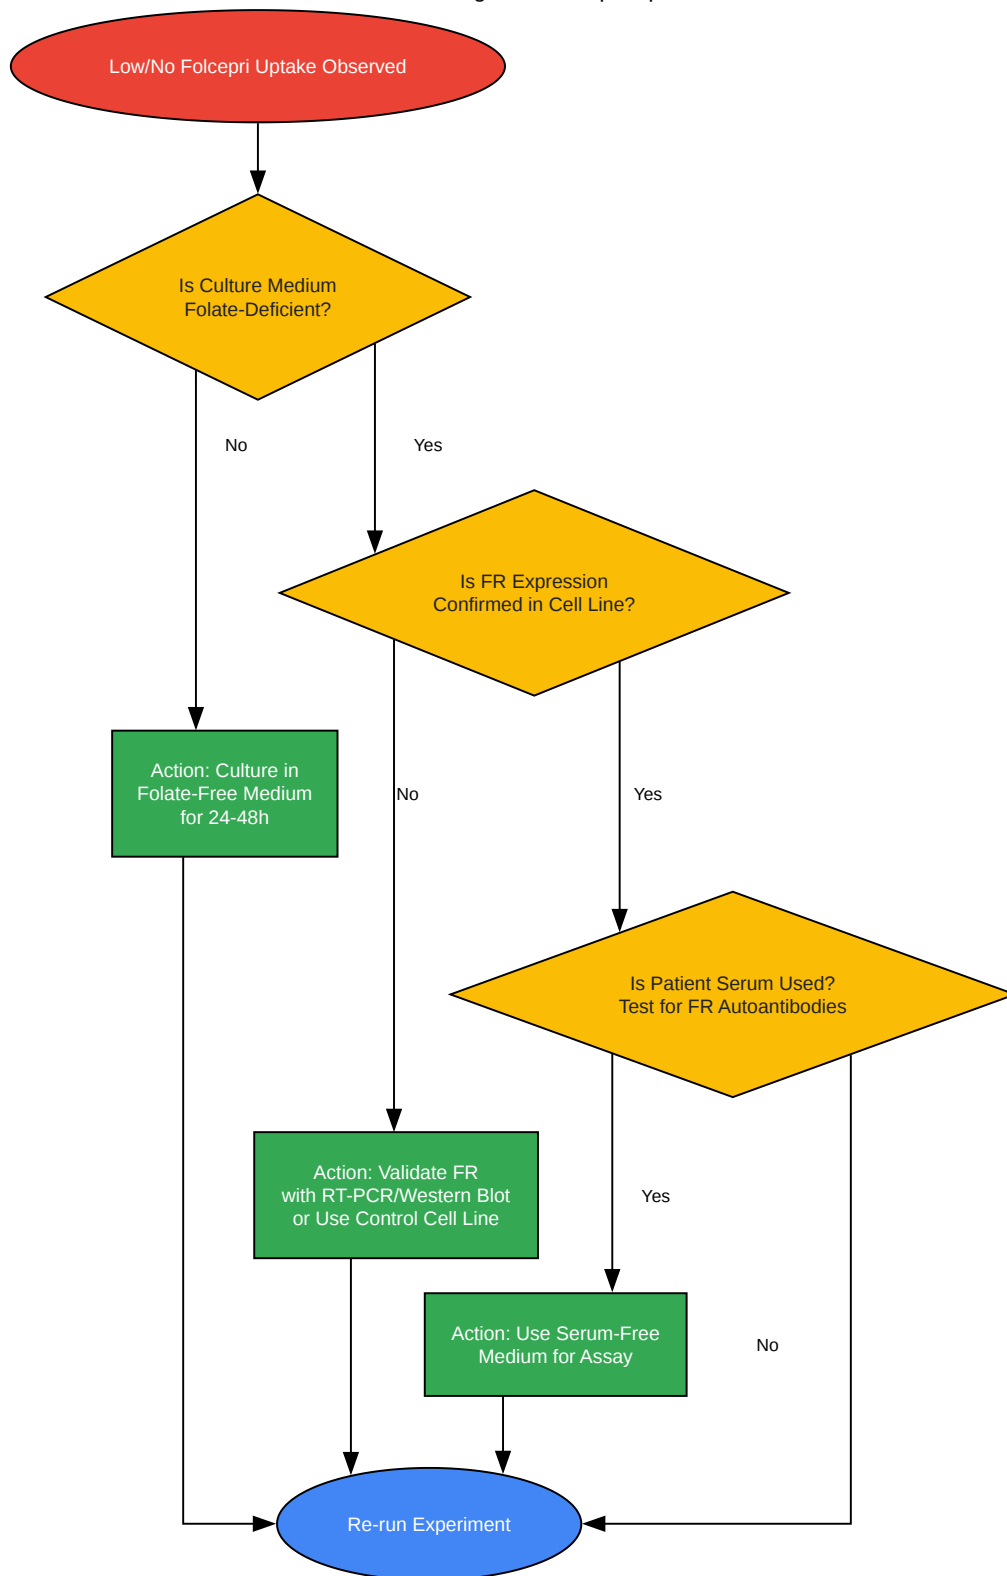 Low/No Folcepri Uptake Observed
Is Culture Medium
Folate-Deficient?
No
Yes
Is FR Expression
Confirmed in Cell Line?
Action: Culture in
Folate-Free Medium
for 24-48h
No
Yes
Is Patient Serum Used?
Test for FR Autoantibodies
Action: Validate FR
with RT-PCR/Western Blot
or Use Control Cell Line
Yes
Action: Use Serum-Free
Medium for Assay
No
Re-run Experiment